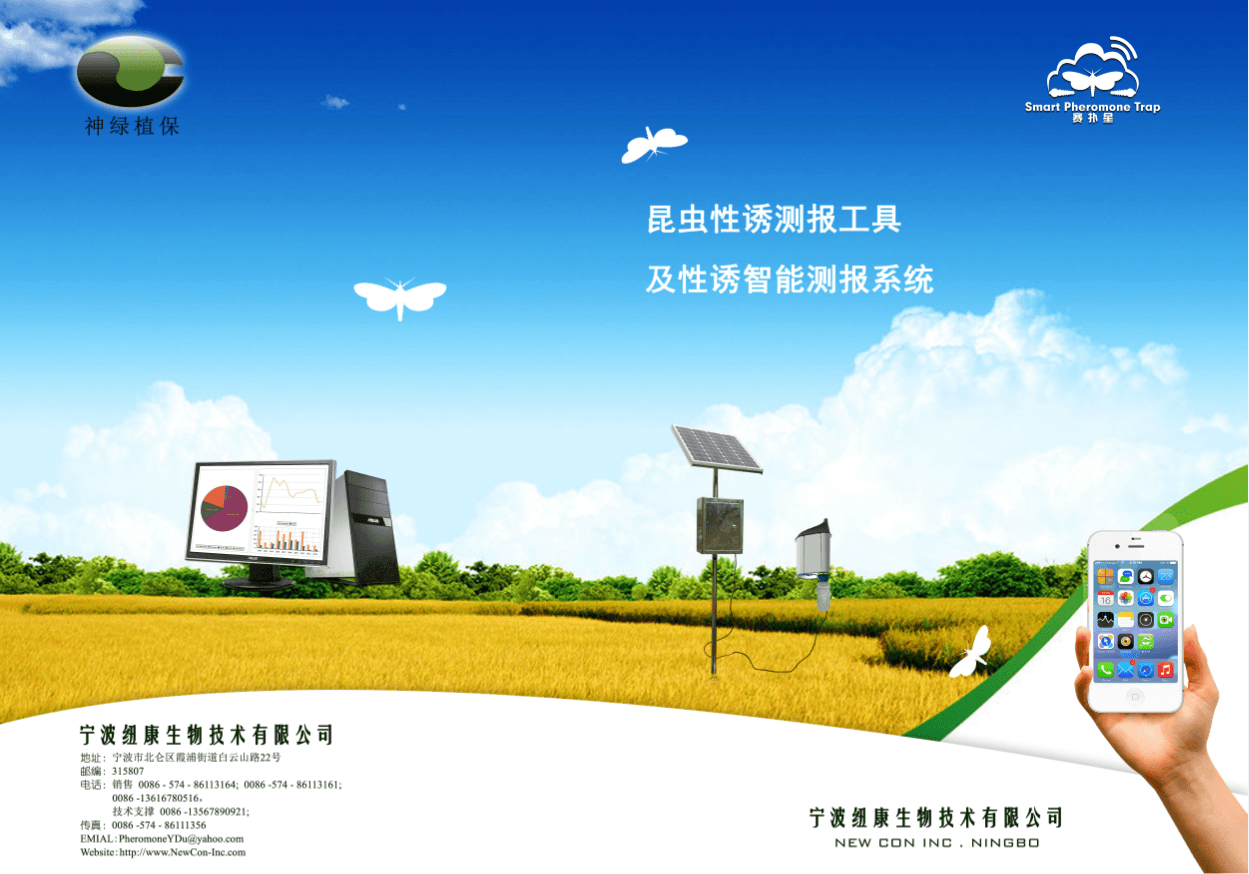 神绿植保
Smart Pheromone Trap
赛扑星
昆虫性诱测报工具
及性诱智能测报系统
宁波纽康生物技术有限公司
地址：宁波市北仑区霞浦街道白云山路22号
邮编：315807
电话：销售 0086 - 574 - 86113164; 0086 -574 - 86113161;
0086 -13616780516,
技术支撑 0086 -13567890921;
传真：0086 -574 - 86111356
EMIAL:PheromoneYDu@yahoo.com
Website:http://www.NewCon-Inc.com
宁波纽康生物技术有限公司
NEW CON INC . NINGBO